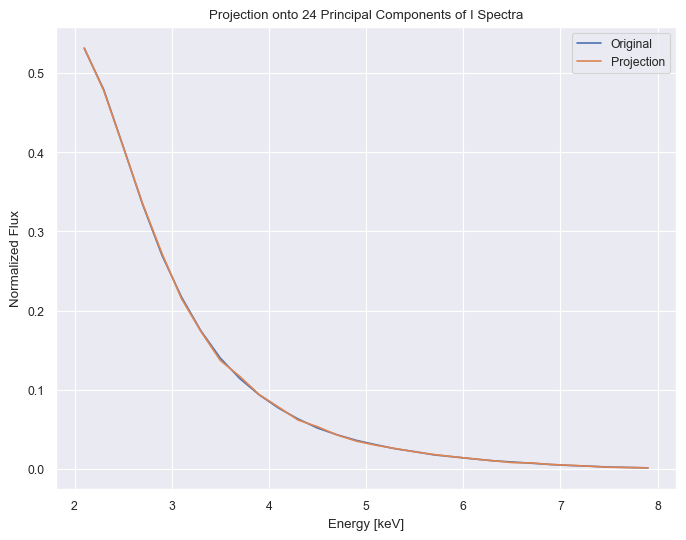 Projection onto 24 Principal Components of I Spectra
Original
Projection
Normalized Flux
0.5
0.4
0.3
0.2
0.1
0.0
2
3
4
5
6
7
8
Energy [keV]